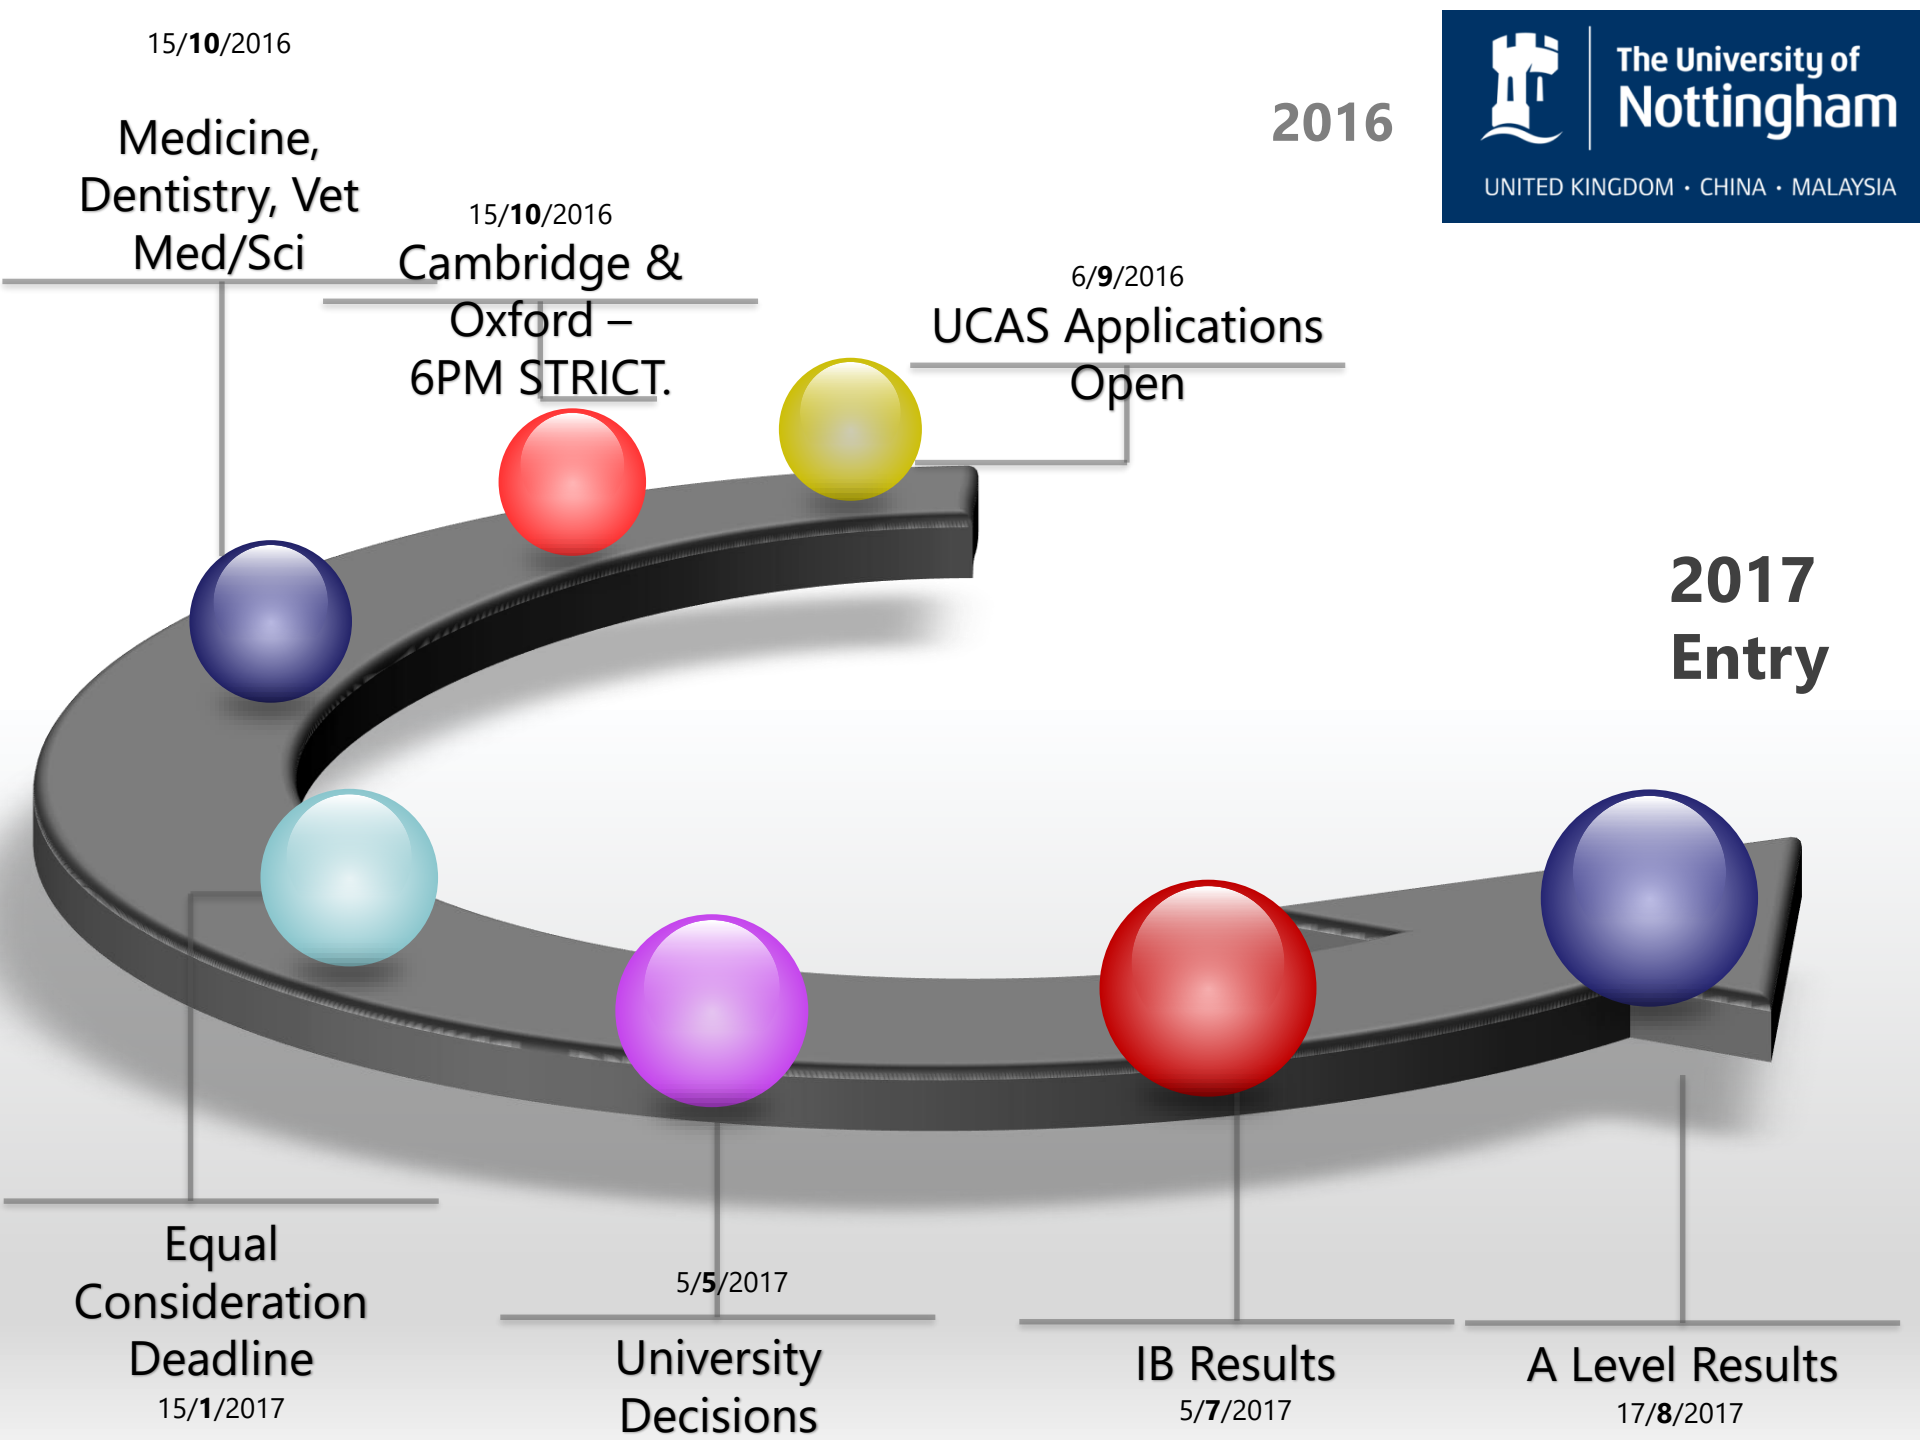 15/10/2016
Medicine,
Dentistry, Vet
Med/Sci
15/10/2016
Cambridge &
Oxford –
6PM STRICT.
6/9/2016
UCAS Applications
Open
2016
The University of
Nottingham
UNITED KINGDOM · CHINA · MALAYSIA
2017
Entry
Equal
Consideration
Deadline
15/1/2017
5/5/2017
University
Decisions
IB Results
5/7/2017
A Level Results
17/8/2017